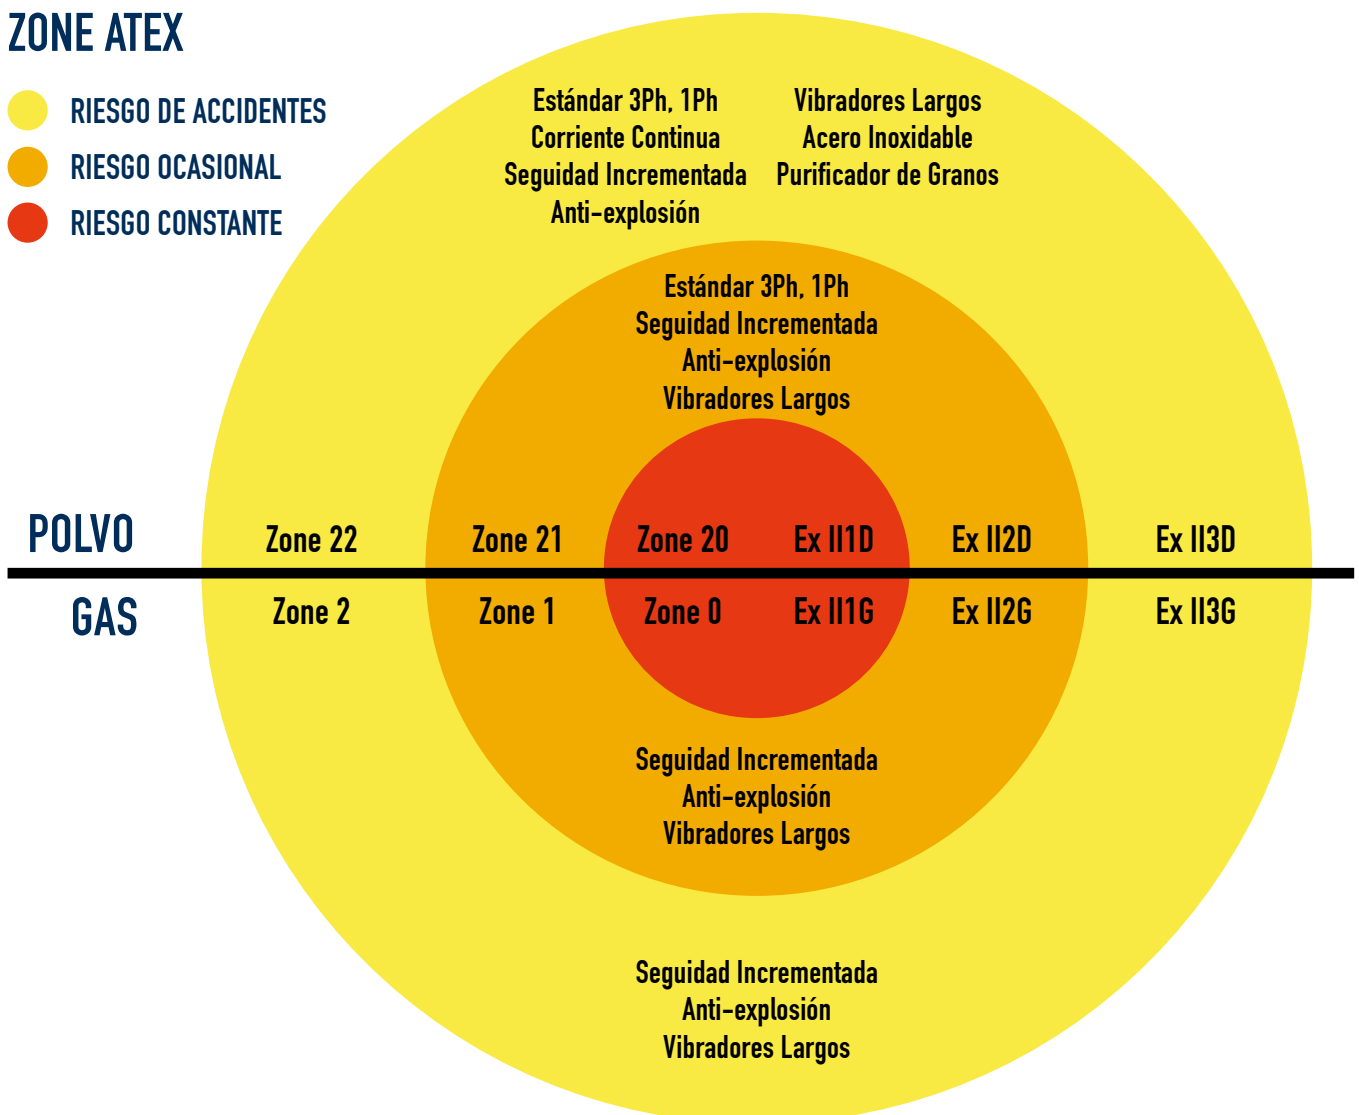 ZONE ATEX
RIESGO DE ACCIDENTES
RIESGO OCASIONAL
RIESGO CONSTANTE
Estándar 3Ph, 1Ph
Corriente Continua
Seguidad Incrementada
Anti-explosión
Vibradores Largos
Acero Inoxidable
Purificador de Granos
Estándar 3Ph, 1Ph
Seguidad Incrementada
Anti-explosión
Vibradores Largos
POLVO Zone 22 Zone 21 Zone 20 Ex II1D Ex II2D Ex II3D
GAS Zone 2 Zone 1 Zone 0 Ex II1G Ex II2G Ex II3G
Seguidad Incrementada
Anti-explosión
Vibradores Largos
Seguidad Incrementada
Anti-explosión
Vibradores Largos